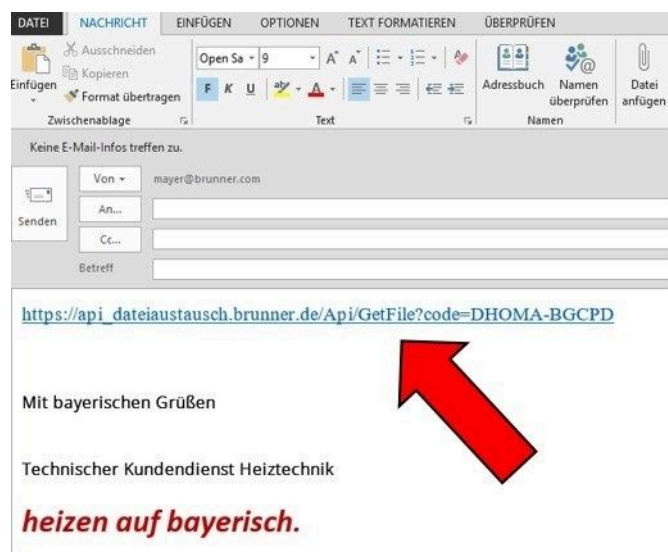 DATEI NACHRICHT EINFÜGEN OPTIONEN TEXT FORMATIEREN ÜBERPRÜFEN
Ausschneiden
Kopieren
Format übertragen
Einfügen
Zwischenablage
Open Sa 9
F K U
Text
Adressbuch
Namen überprüfen
Namen
Datei anfügen
Keine E-Mail-Infos treffen zu.
Senden
Von mayer@brunner.com
An...
Cc...
Betreff
https://api_dateiaustausch.brunner.de/Api/GetFile?code=DHOMA-BGCPD
Mit bayerischen Grüßen
Technischer Kundendienst Heiztechnik
heizen auf bayerisch.